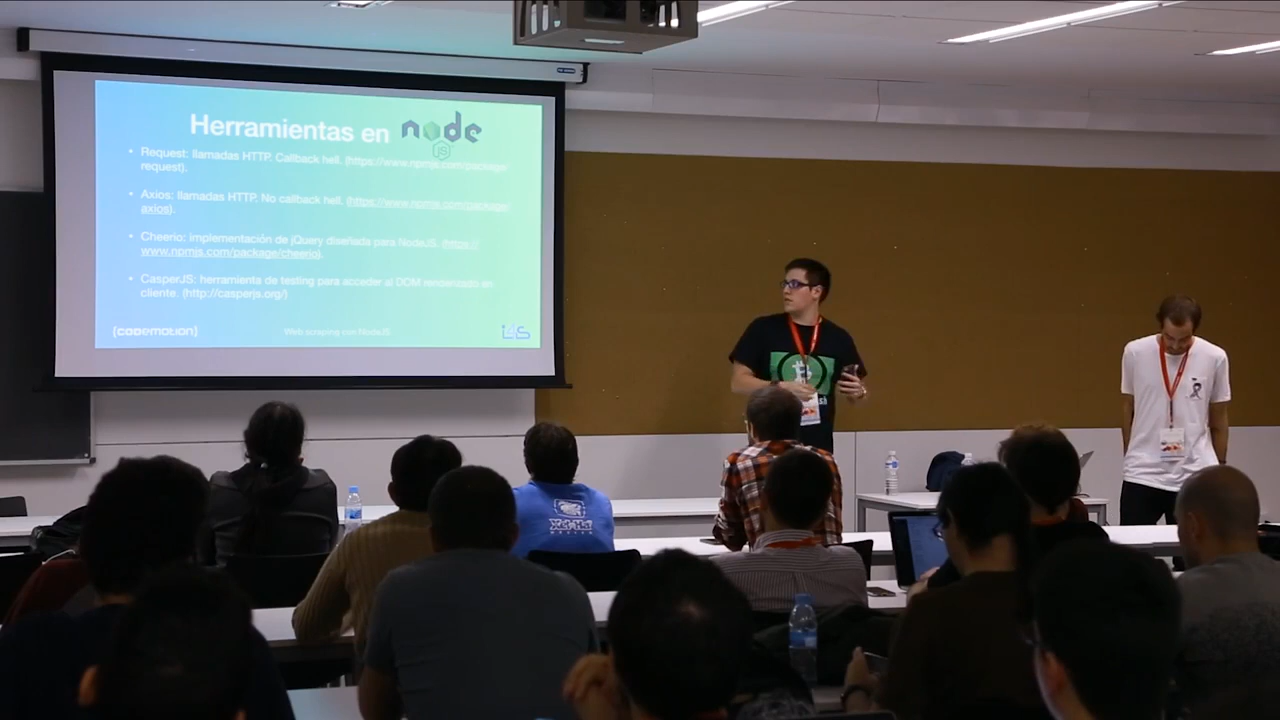 Herramientas en node
JS
• Request: llamadas HTTP. Callback hell. (https://www.npmjs.com/package/
request).
• Axios: llamadas HTTP. No callback hell. (https://www.npmjs.com/package/
axios).
• Cheerio: implementación de jQuery diseñada para NodeJS. (https://
www.npmjs.com/package/cheerio).
• CasperJS: herramienta de testing para acceder al DOM renderizado en
cliente. (http://casperjs.org/)
{codemotion}
Web scraping con NodeJS